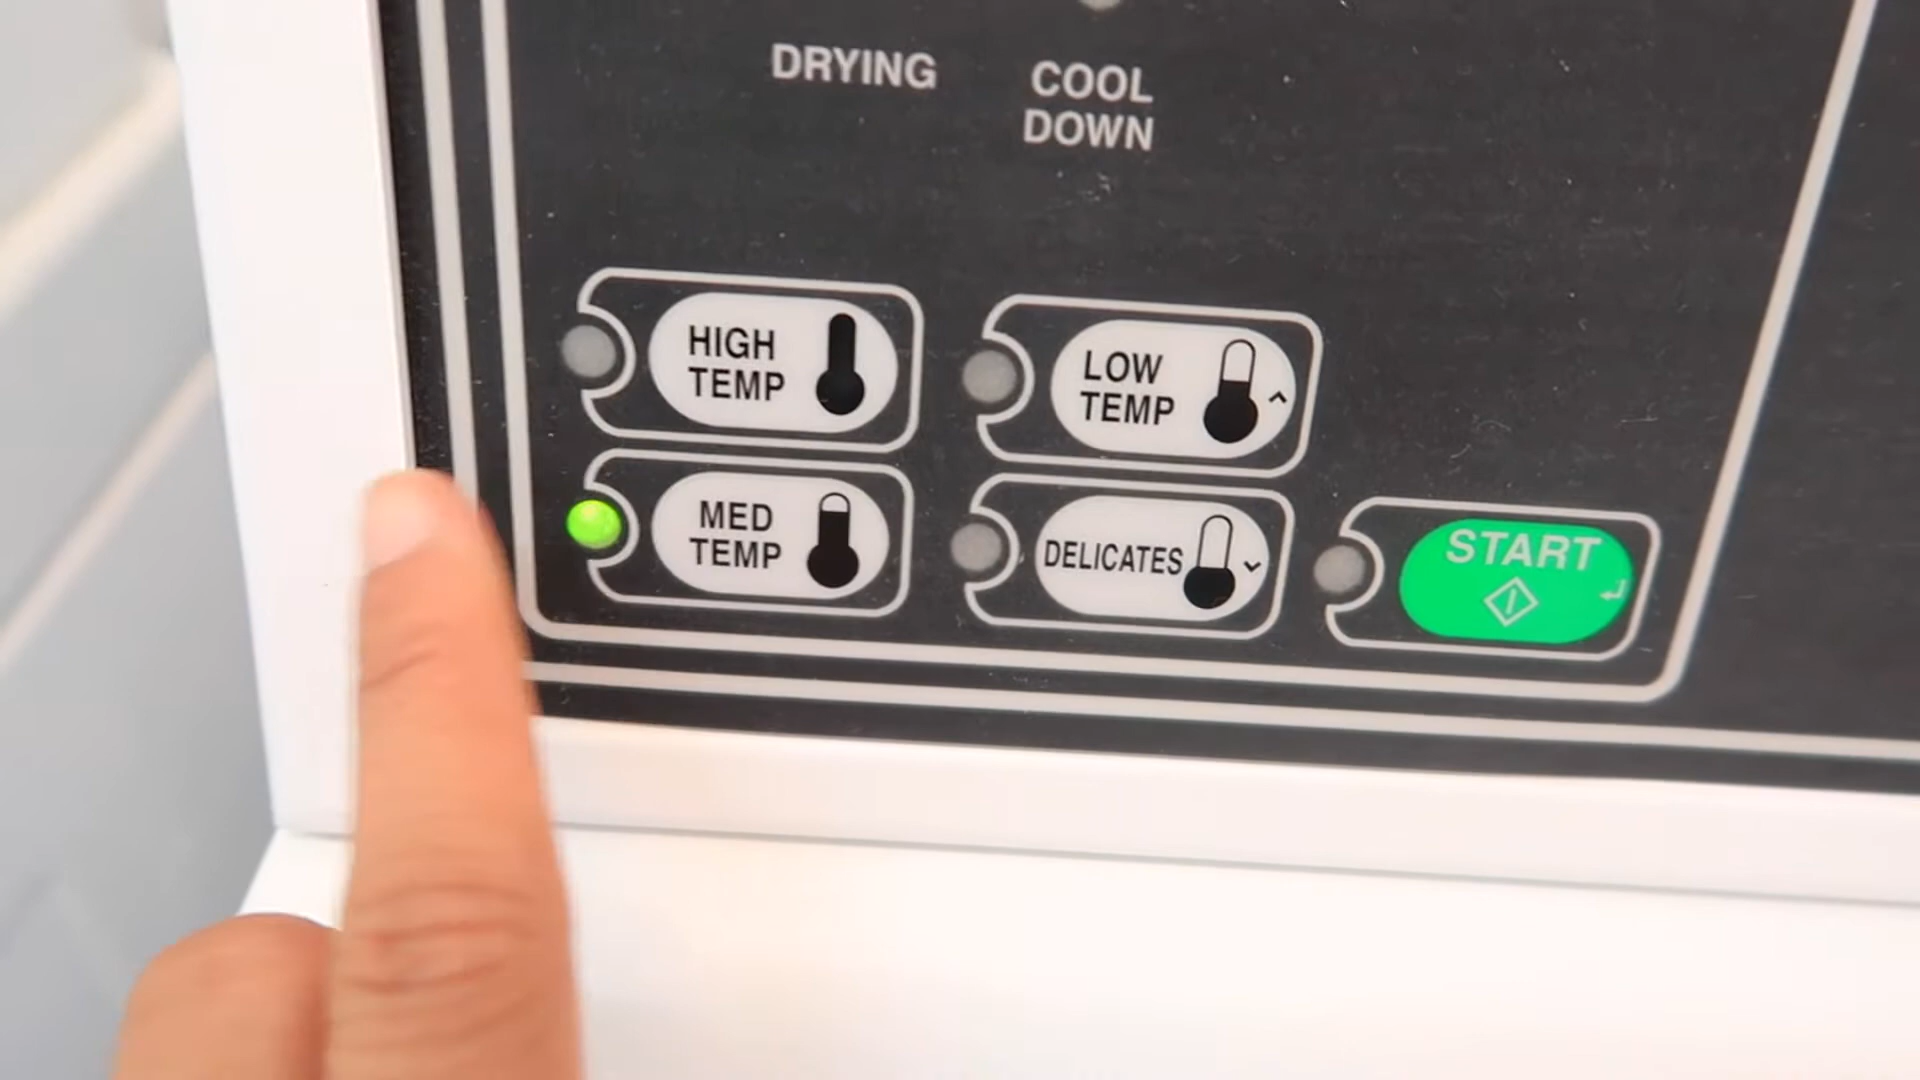 DRYING
COOL
DOWN
HIGH
TEMP
LOW
TEMP
MED
TEMP
DELICATES
START